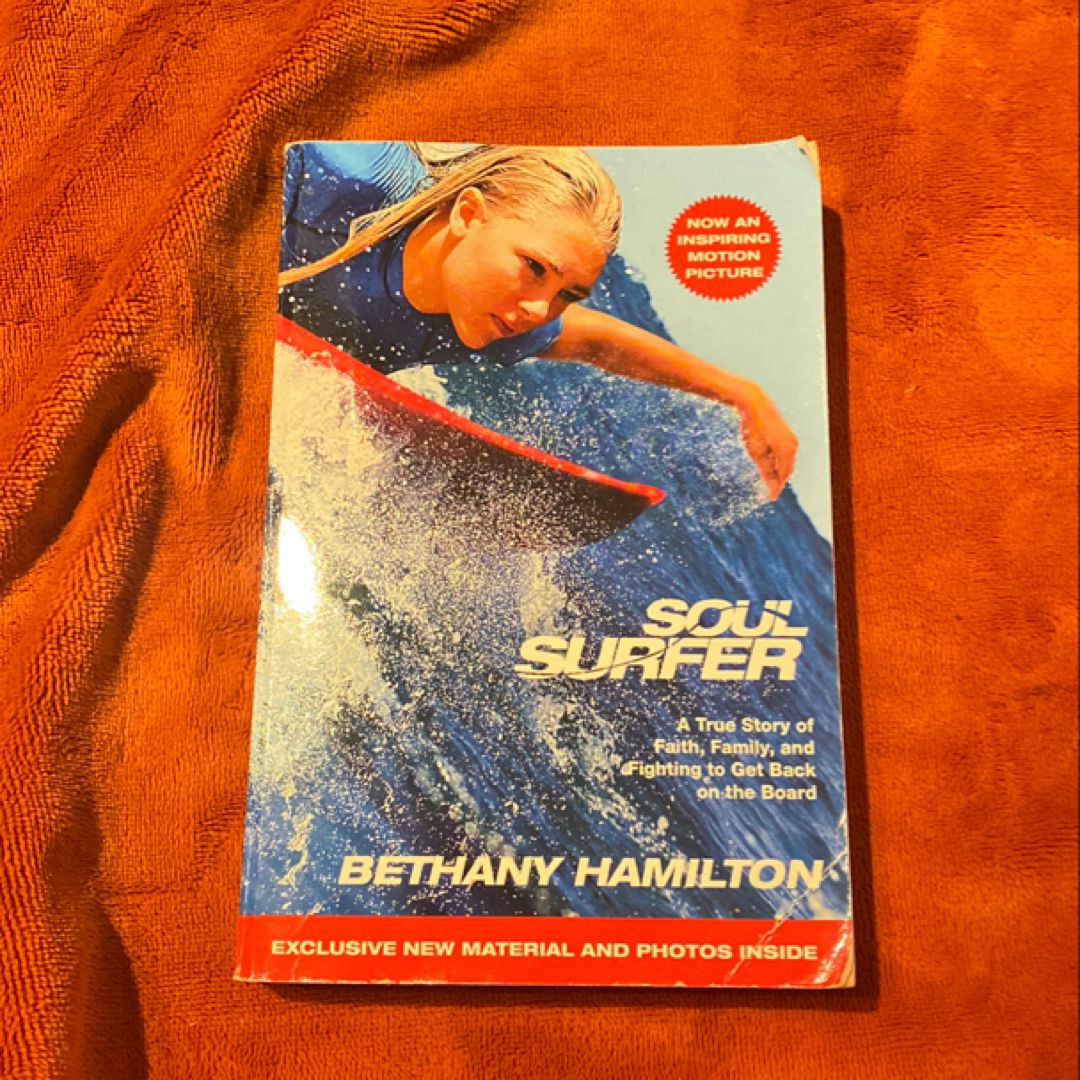 NOW AN
INSPIRING
MOTION
PICTURE
SOUL
SURFER
A True Story of
Faith, Family, and
Fighting to Get Back
on the Board
BETHANY HAMILTON
EXCLUSIVE NEW MATERIAL AND PHOTOS INSIDE